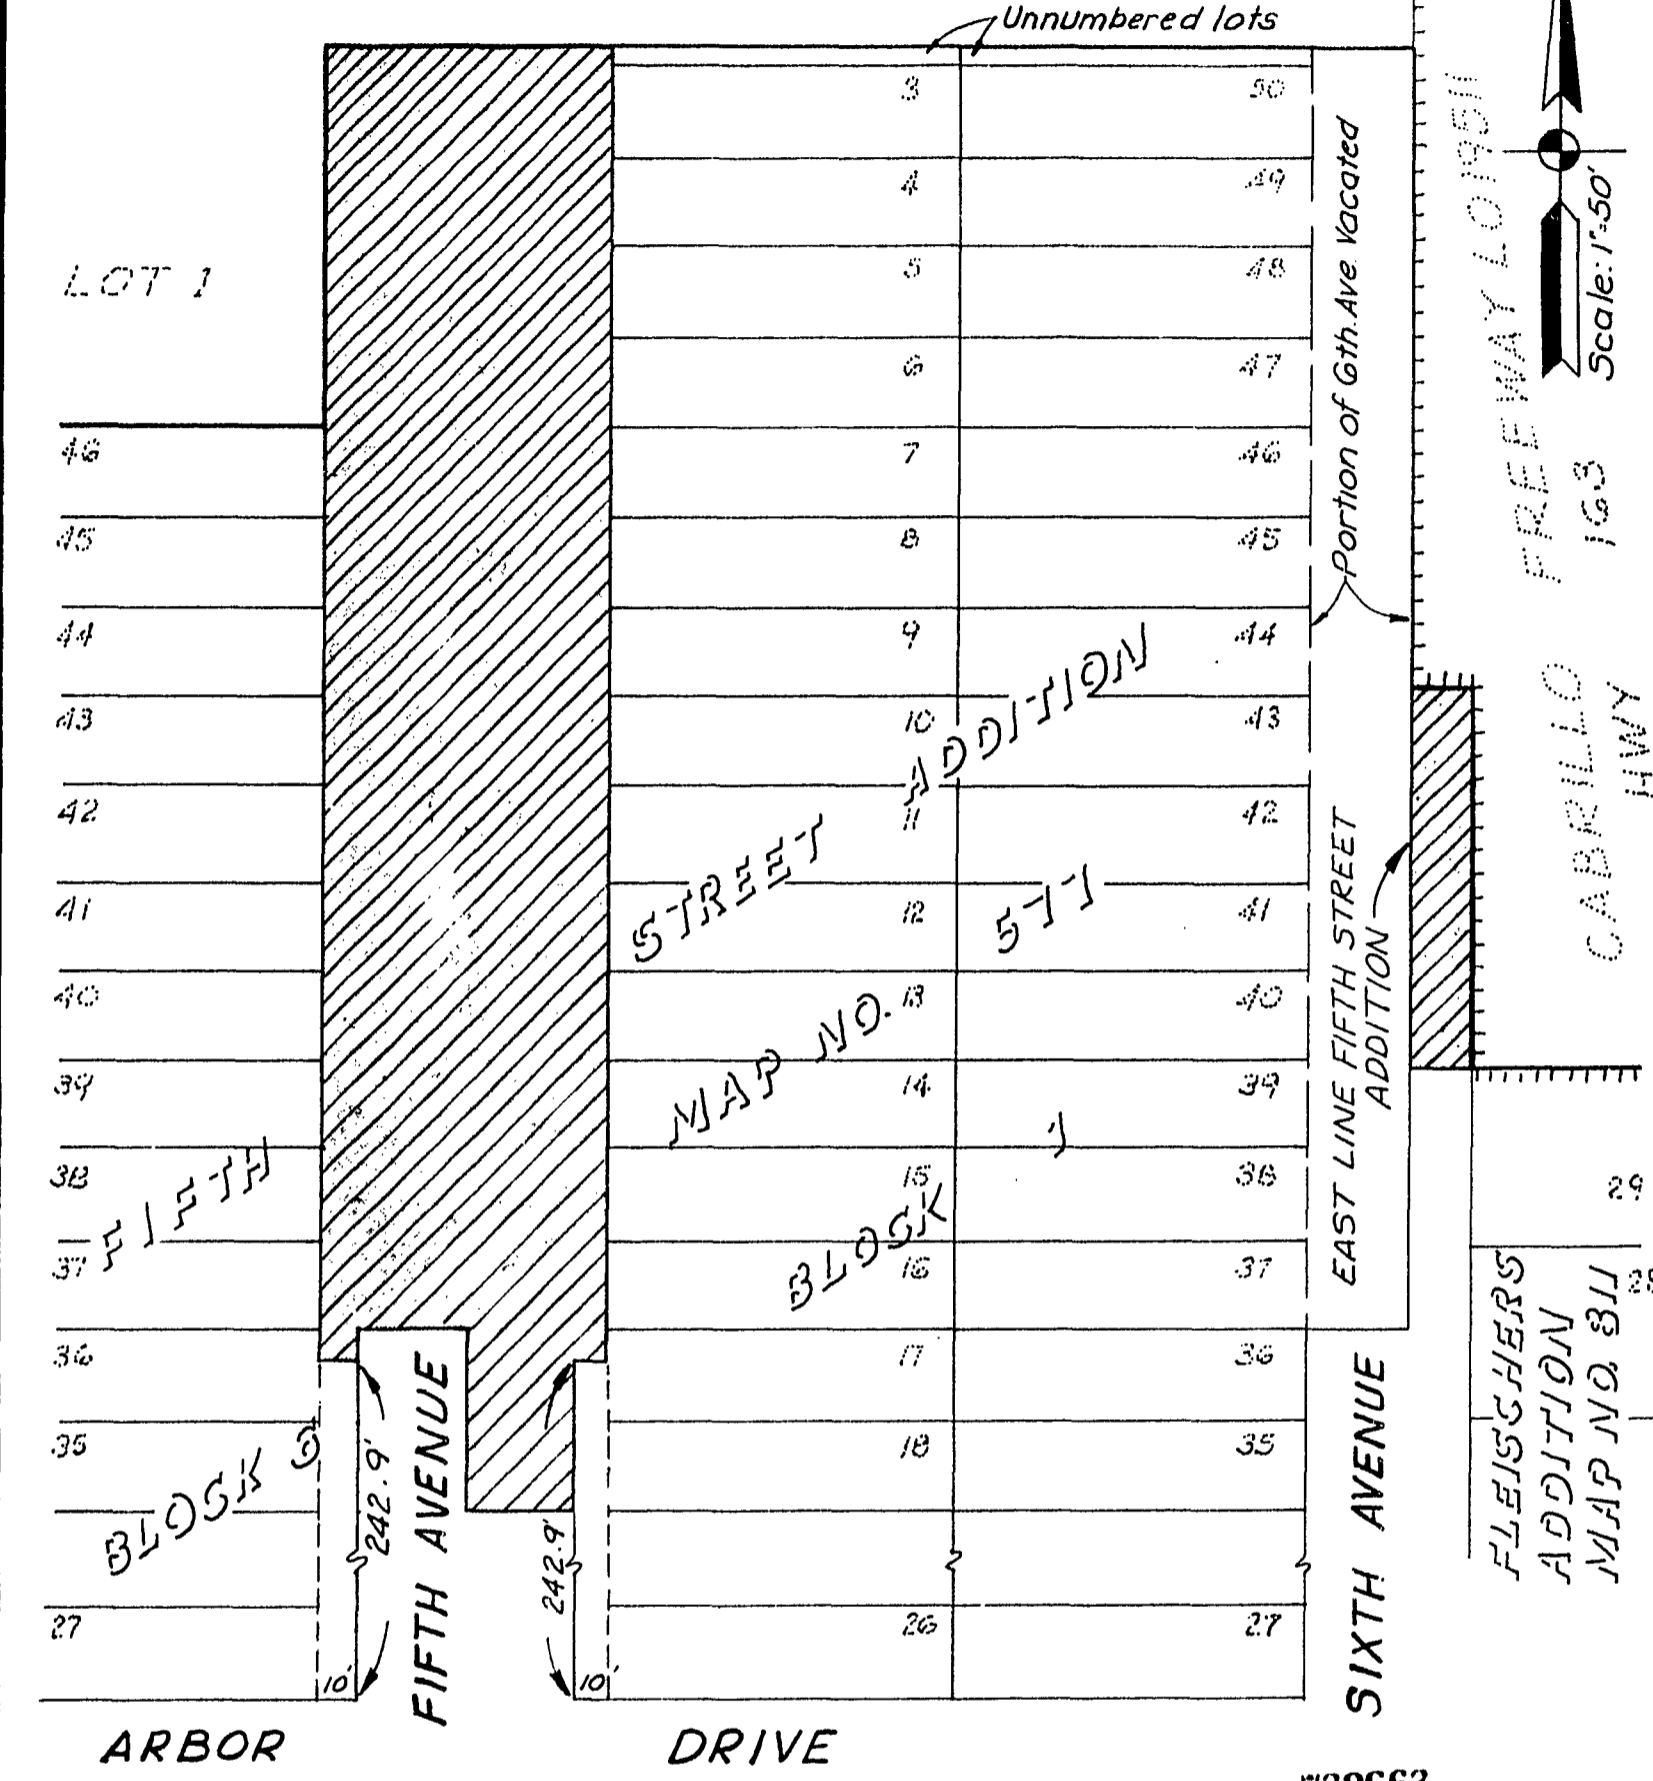 Unnumbered lots
3 50
4 49
LOT 1 5 48
6 47
46 7 46
45 8 45
44 9 44
43 10 43
42 11 42
41 12 41
40 13 40
39 14 39
38 15 38
37 16 37
36 17 36
35 18 35
27 26 27
FIFTH STREET ADDITION
MAP NO. 577
BLOCK 1
BLOCK
242.9'
242.9'
10'
10'
FIFTH AVENUE
SIXTH AVENUE
ARBOR DRIVE
Portion of 6th. Ave. Vacated
EAST LINE FIFTH STREET
ADDITION
FREEWAY LO 19511
CABRILLO
163
HWY
Scale: 1"=50'
29
28
FLEISCHERS
ADDITION
MAP NO. 811